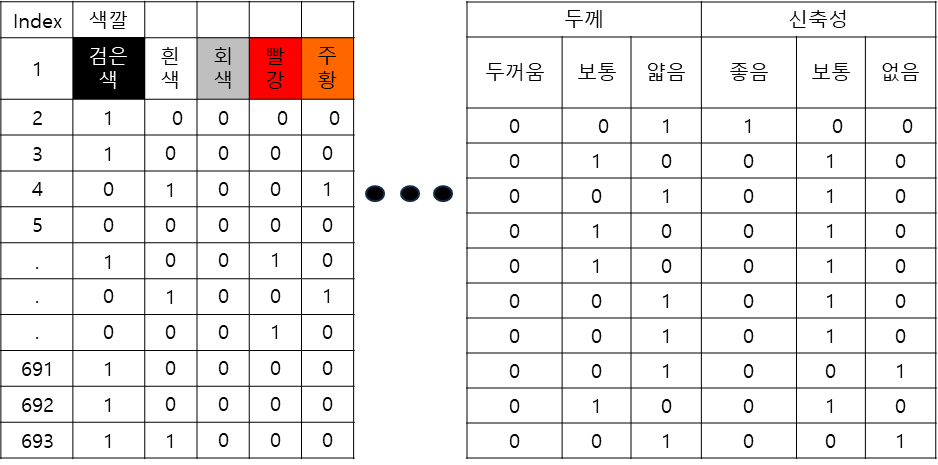 Index 색깔 두께 신축성
1 검은색 흰색 회색 빨강 주황 두꺼움 보통 얇음 좋음 보통 없음
2 1 0 0 0 0 0 0 1 1 0 0
3 1 0 0 0 0 0 1 0 0 1 0
4 0 1 0 0 1 0 0 1 0 1 0
5 0 0 0 0 0 0 1 0 0 1 0
. 1 0 0 1 0 0 1 0 0 1 0
. 0 1 0 0 1 0 0 1 0 1 0
. 0 0 0 1 0 0 0 1 0 1 0
691 1 0 0 0 0 0 0 1 0 0 1
692 1 0 0 0 0 0 1 0 0 1 0
693 1 1 0 0 0 0 0 1 0 0 1